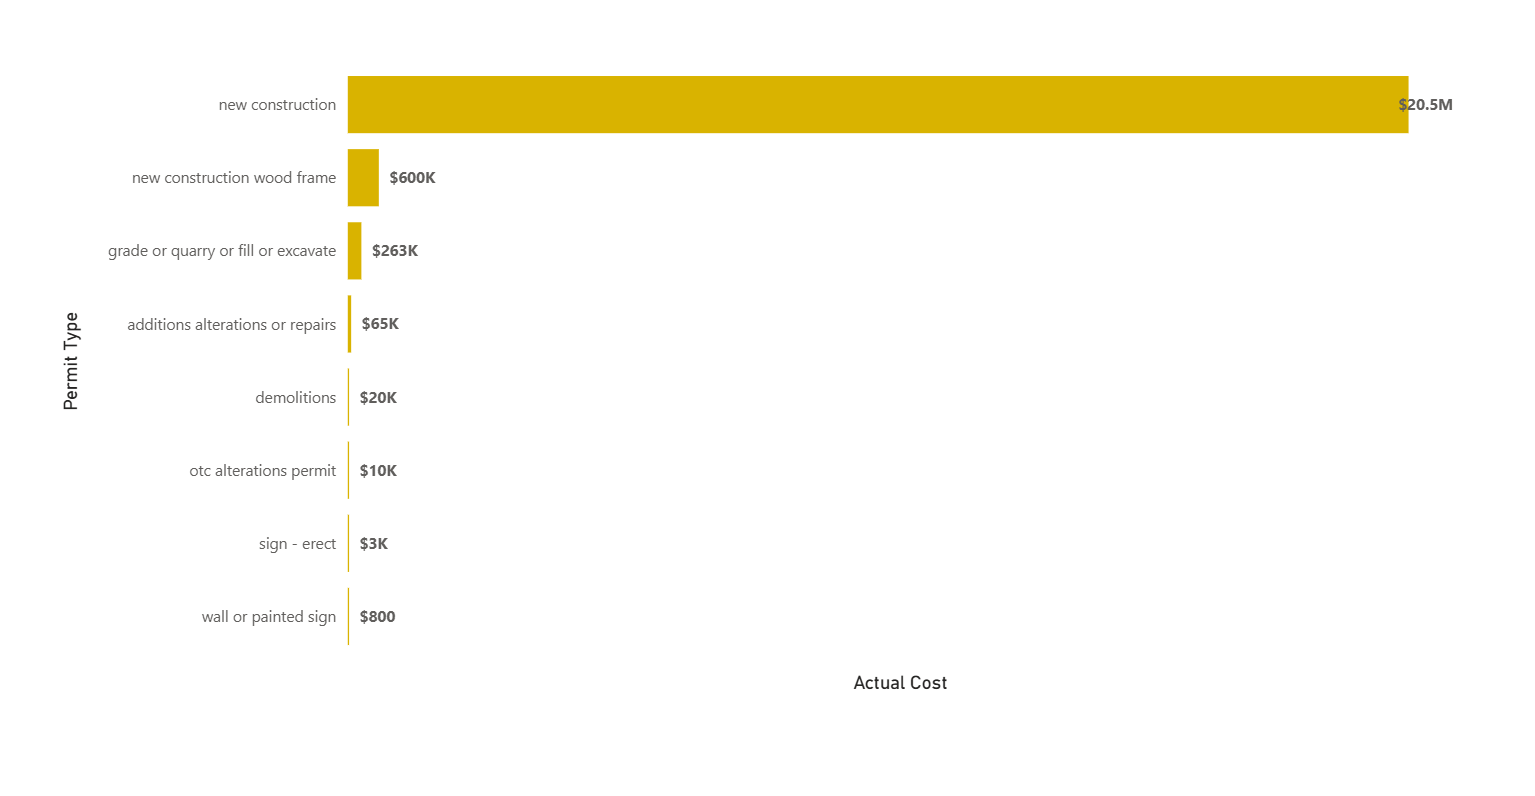 new construction $20.5M
new construction wood frame $600K
grade or quarry or fill or excavate $263K
additions alterations or repairs $65K
demolitions $20K
otc alterations permit $10K
sign - erect $3K
wall or painted sign $800
Permit Type
Actual Cost